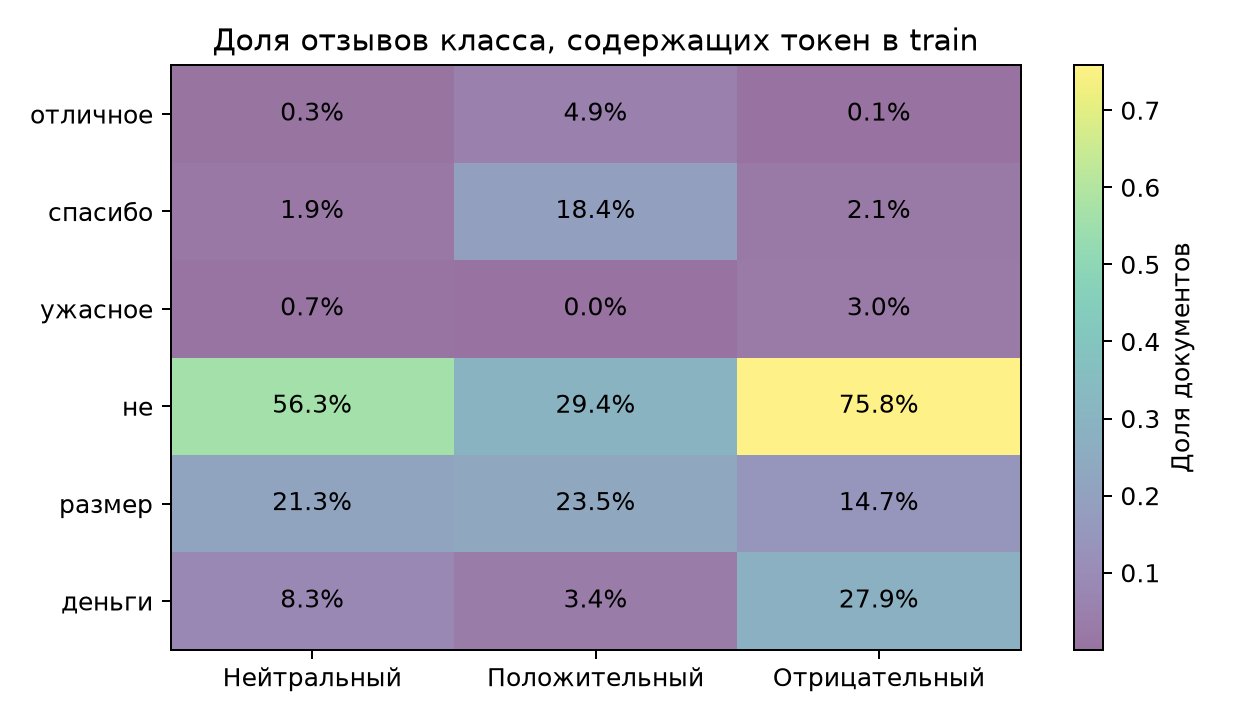 Доля отзывов класса, содержащих токен в train
отличное 0.3% 4.9% 0.1%
спасибо 1.9% 18.4% 2.1%
ужасное 0.7% 0.0% 3.0%
не 56.3% 29.4% 75.8%
размер 21.3% 23.5% 14.7%
деньги 8.3% 3.4% 27.9%
Нейтральный Положительный Отрицательный
0.7
0.6
0.5
0.4
0.3
0.2
0.1
Доля документов